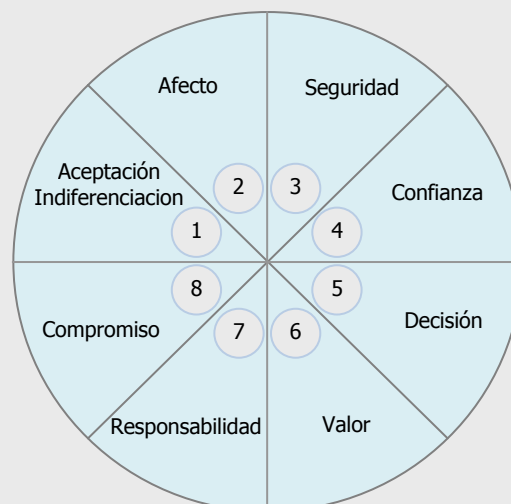 Afecto
Seguridad
Aceptación
Indiferenciacion
Confianza
2
3
1
4
8
5
7
6
Compromiso
Decisión
Responsabilidad
Valor